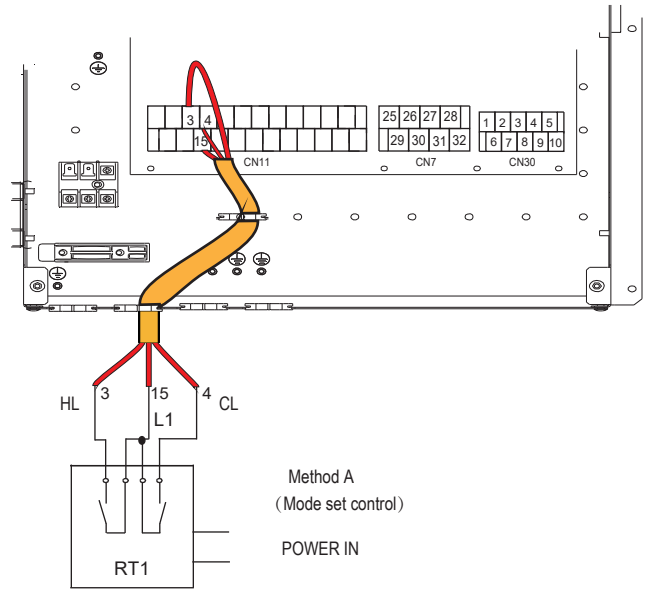 3 4
15
CN11
25 26 27 28
29 30 31 32
CN7
1 2 3 4 5
6 7 8 9 10
CN30
3 15 4
HL CL
L1
Method A
(Mode set control)
POWER IN
RT1